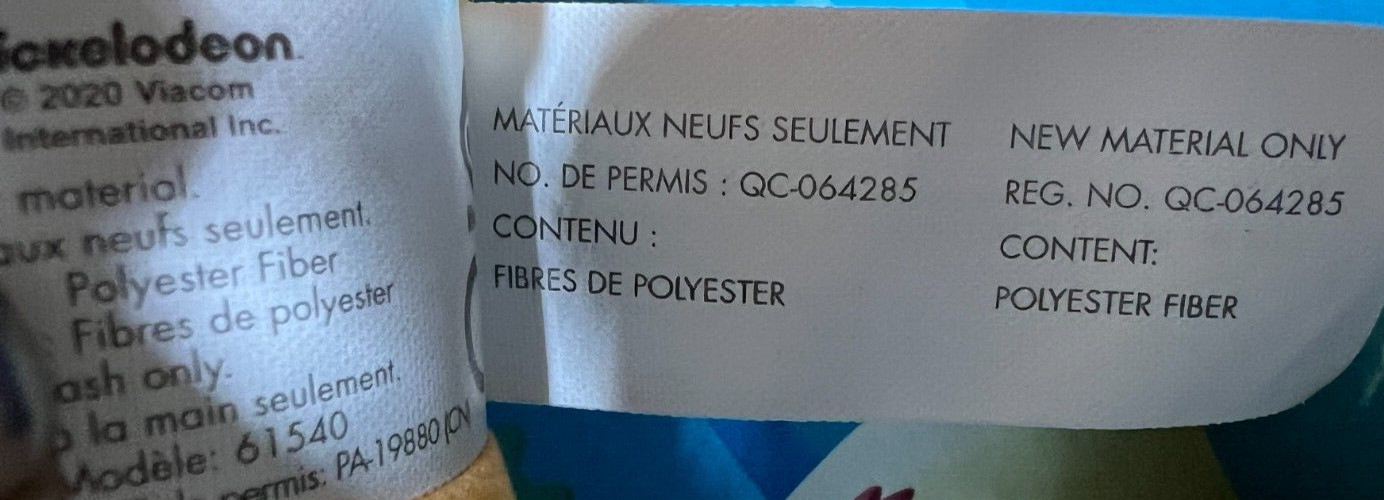 ickelodeon
© 2020 Viacom
International Inc.
material.
aux neufs seulement.
Polyester Fiber
Fibres de polyester
ash only.
la main seulement.
Modèle: 61540
permis: PA-19880
MATÉRIAUX NEUFS SEULEMENT
NO. DE PERMIS : QC-064285
CONTENU :
FIBRES DE POLYESTER
NEW MATERIAL ONLY
REG. NO. QC-064285
CONTENT:
POLYESTER FIBER